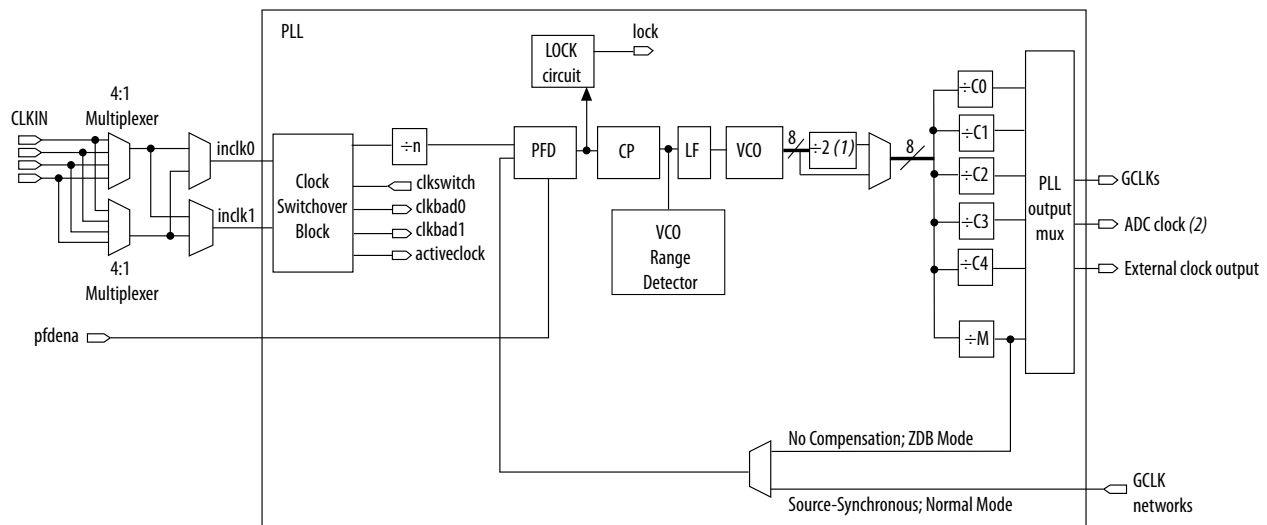 PLL
lock
LOCK
circuit
4:1
Multiplexer
CLKIN
inclk0
÷n
PFD
CP
LF
VCO
8
÷2 (1)
8
÷C0
÷C1
÷C2
÷C3
÷C4
÷M
PLL
output
mux
GCLKs
ADC clock (2)
External clock output
Clock
Switchover
Block
clkswitch
clkbad0
clkbad1
activeclock
inclk1
VCO
Range
Detector
4:1
Multiplexer
pfdena
No Compensation; ZDB Mode
Source-Synchronous; Normal Mode
GCLK
networks